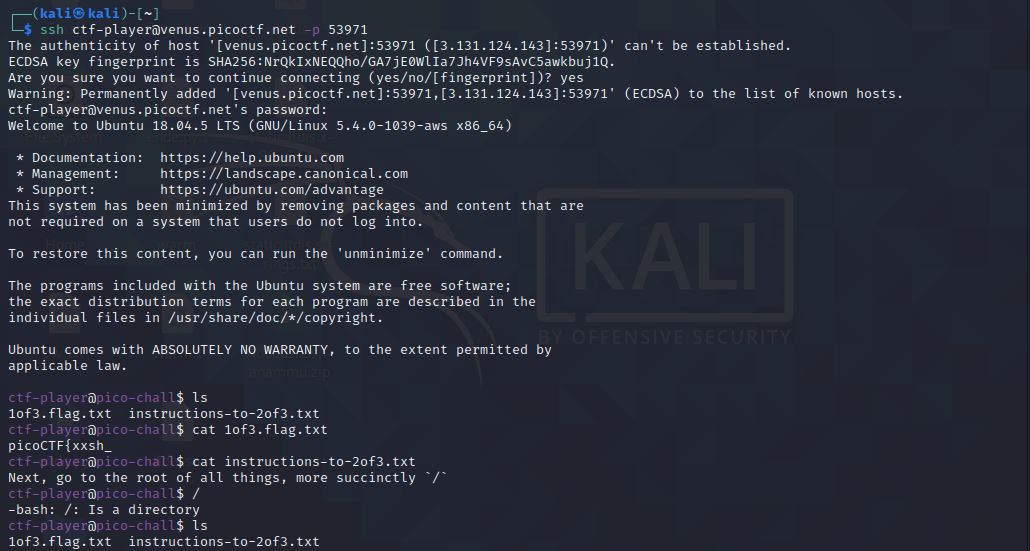 ┌──(kali㉿kali)-[~]
└─$ ssh ctf-player@venus.picoctf.net -p 53971
The authenticity of host '[venus.picoctf.net]:53971 ([3.131.124.143]:53971)' can't be established.
ECDSA key fingerprint is SHA256:NrQkIxNEQQho/GA7jE0WlIa7Jh4VF9sAvC5awkbuj1Q.
Are you sure you want to continue connecting (yes/no/[fingerprint])? yes
Warning: Permanently added '[venus.picoctf.net]:53971,[3.131.124.143]:53971' (ECDSA) to the list of known hosts.
ctf-player@venus.picoctf.net's password:
Welcome to Ubuntu 18.04.5 LTS (GNU/Linux 5.4.0-1039-aws x86_64)
 * Documentation:  https://help.ubuntu.com
 * Management:     https://landscape.canonical.com
 * Support:        https://ubuntu.com/advantage
This system has been minimized by removing packages and content that are
not required on a system that users do not log into.
To restore this content, you can run the 'unminimize' command.
The programs included with the Ubuntu system are free software;
the exact distribution terms for each program are described in the
individual files in /usr/share/doc/*/copyright.
Ubuntu comes with ABSOLUTELY NO WARRANTY, to the extent permitted by
applicable law.
ctf-player@pico-chall$ ls
1of3.flag.txt  instructions-to-2of3.txt
ctf-player@pico-chall$ cat 1of3.flag.txt
picoCTF{xxsh_
ctf-player@pico-chall$ cat instructions-to-2of3.txt
Next, go to the root of all things, more succinctly `/`
ctf-player@pico-chall$ /
-bash: /: Is a directory
ctf-player@pico-chall$ ls
1of3.flag.txt  instructions-to-2of3.txt
KALI
BY OFFENSIVE SECURITY
Home